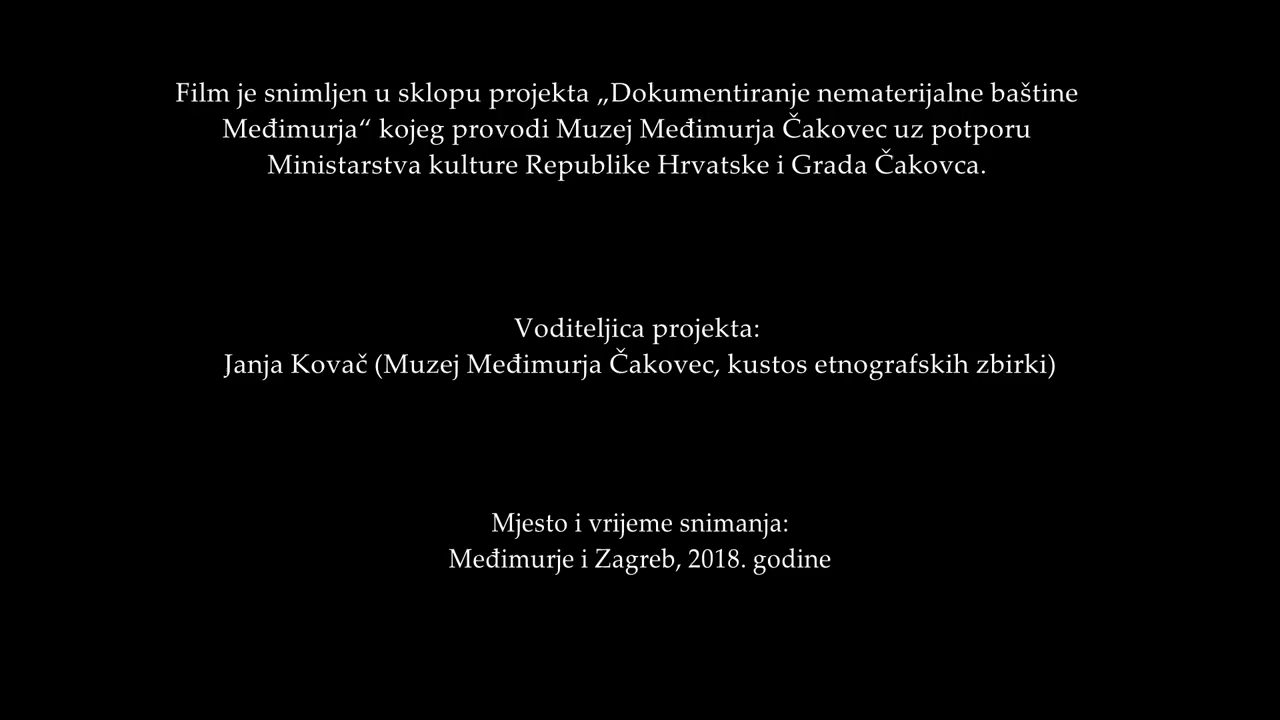 Film je snimljen u sklopu projekta „Dokumentiranje nematerijalne baštine
Međimurja“ kojeg provodi Muzej Međimurja Čakovec uz potporu
Ministarstva kulture Republike Hrvatske i Grada Čakovca.
Voditeljica projekta:
Janja Kovač (Muzej Međimurja Čakovec, kustos etnografskih zbirki)
Mjesto i vrijeme snimanja:
Međimurje i Zagreb, 2018. godine